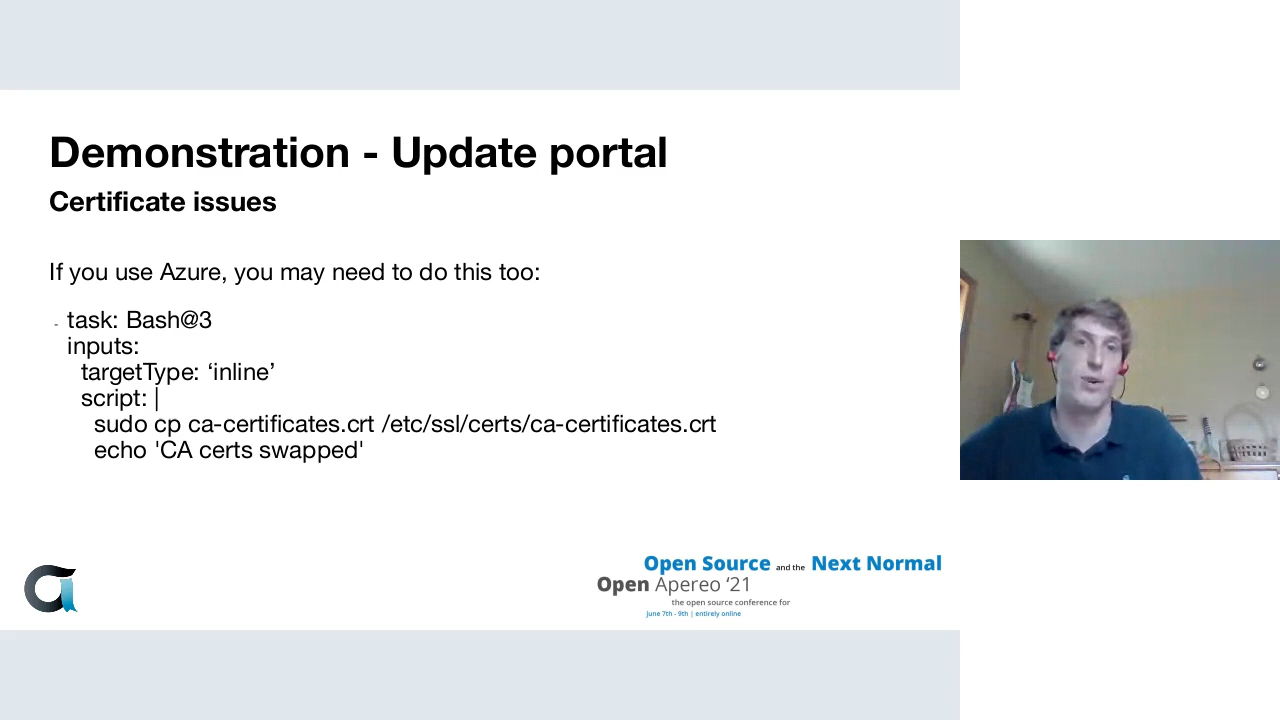 Demonstration - Update portal
Certificate issues
If you use Azure, you may need to do this too:
- task: Bash@3
inputs:
targetType: ‘inline’
script: |
sudo cp ca-certificates.crt /etc/ssl/certs/ca-certificates.crt
echo 'CA certs swapped'
Open Source and the Next Normal
Open Apereo ‘21
the open source conference for
June 7th - 9th | entirely online